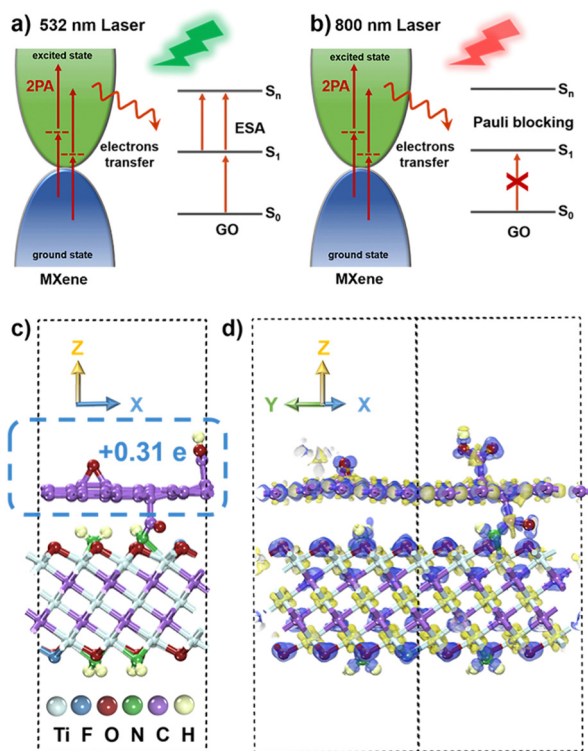 a) 532 nm Laser
excited state
2PA
electrons
transfer
ground state
MXene
Sn
ESA
S1
S0
GO
b) 800 nm Laser
excited state
2PA
electrons
transfer
ground state
MXene
Sn
Pauli blocking
S1
S0
GO
c)
Z
X
+0.31 e
Ti F O N C H
d)
Z
Y X